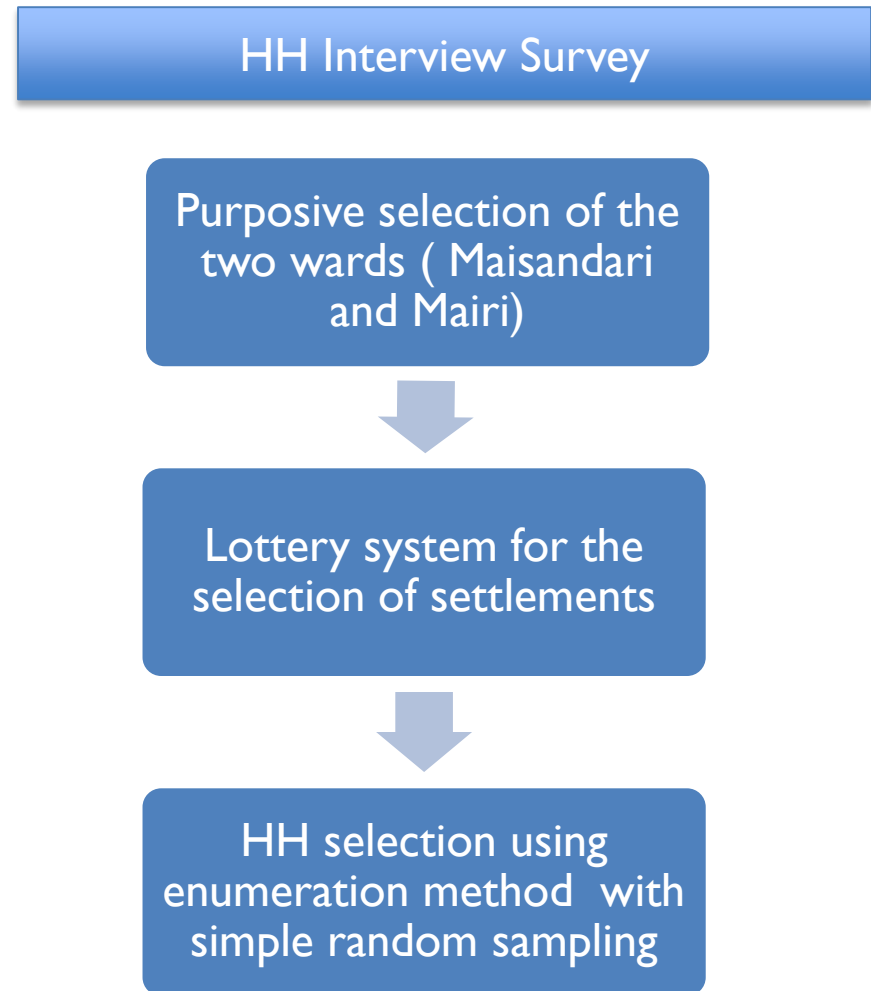 HH Interview Survey
Purposive selection of the
two wards ( Maisandari
and Mairi)
Lottery system for the
selection of settlements
HH selection using
enumeration method  with
simple random sampling